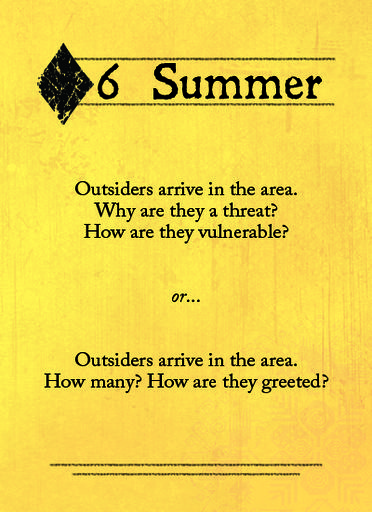 6 Summer
Outsiders arrive in the area.
Why are they a threat?
How are they vulnerable?
or...
Outsiders arrive in the area.
How many? How are they greeted?